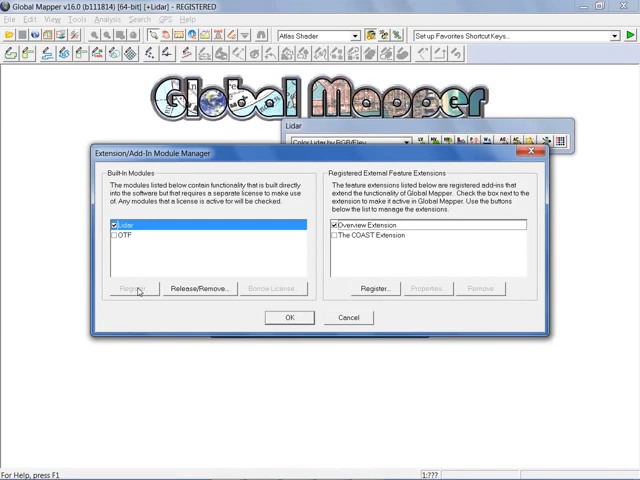 Global Mapper v16.0 (b111814) [64-bit] [+Lidar] - REGISTERED
File Edit View Tools Analysis Search GPS Help
Atlas Shader
Set up Favorites Shortcut Keys...
Global Mapper
Lidar
Color Lidar by RGB/Elev
Extension/Add-In Module Manager
Built-In Modules
The modules listed below contain functionality that is built directly
into the software but that requires a separate license to make use
of. Any modules that a license is active for will be checked.
Lidar
OTF
Register...
Release/Remove...
Borrow License...
Registered External Feature Extensions
The feature extensions listed below are registered add-ins that
extend the functionality of Global Mapper. Check the box next to the
extension to make it active in Global Mapper. Use the buttons
below the list to manage the extensions.
Overview Extension
The COAST Extension
Register...
Properties...
Remove
OK
Cancel
For Help, press F1
1:???